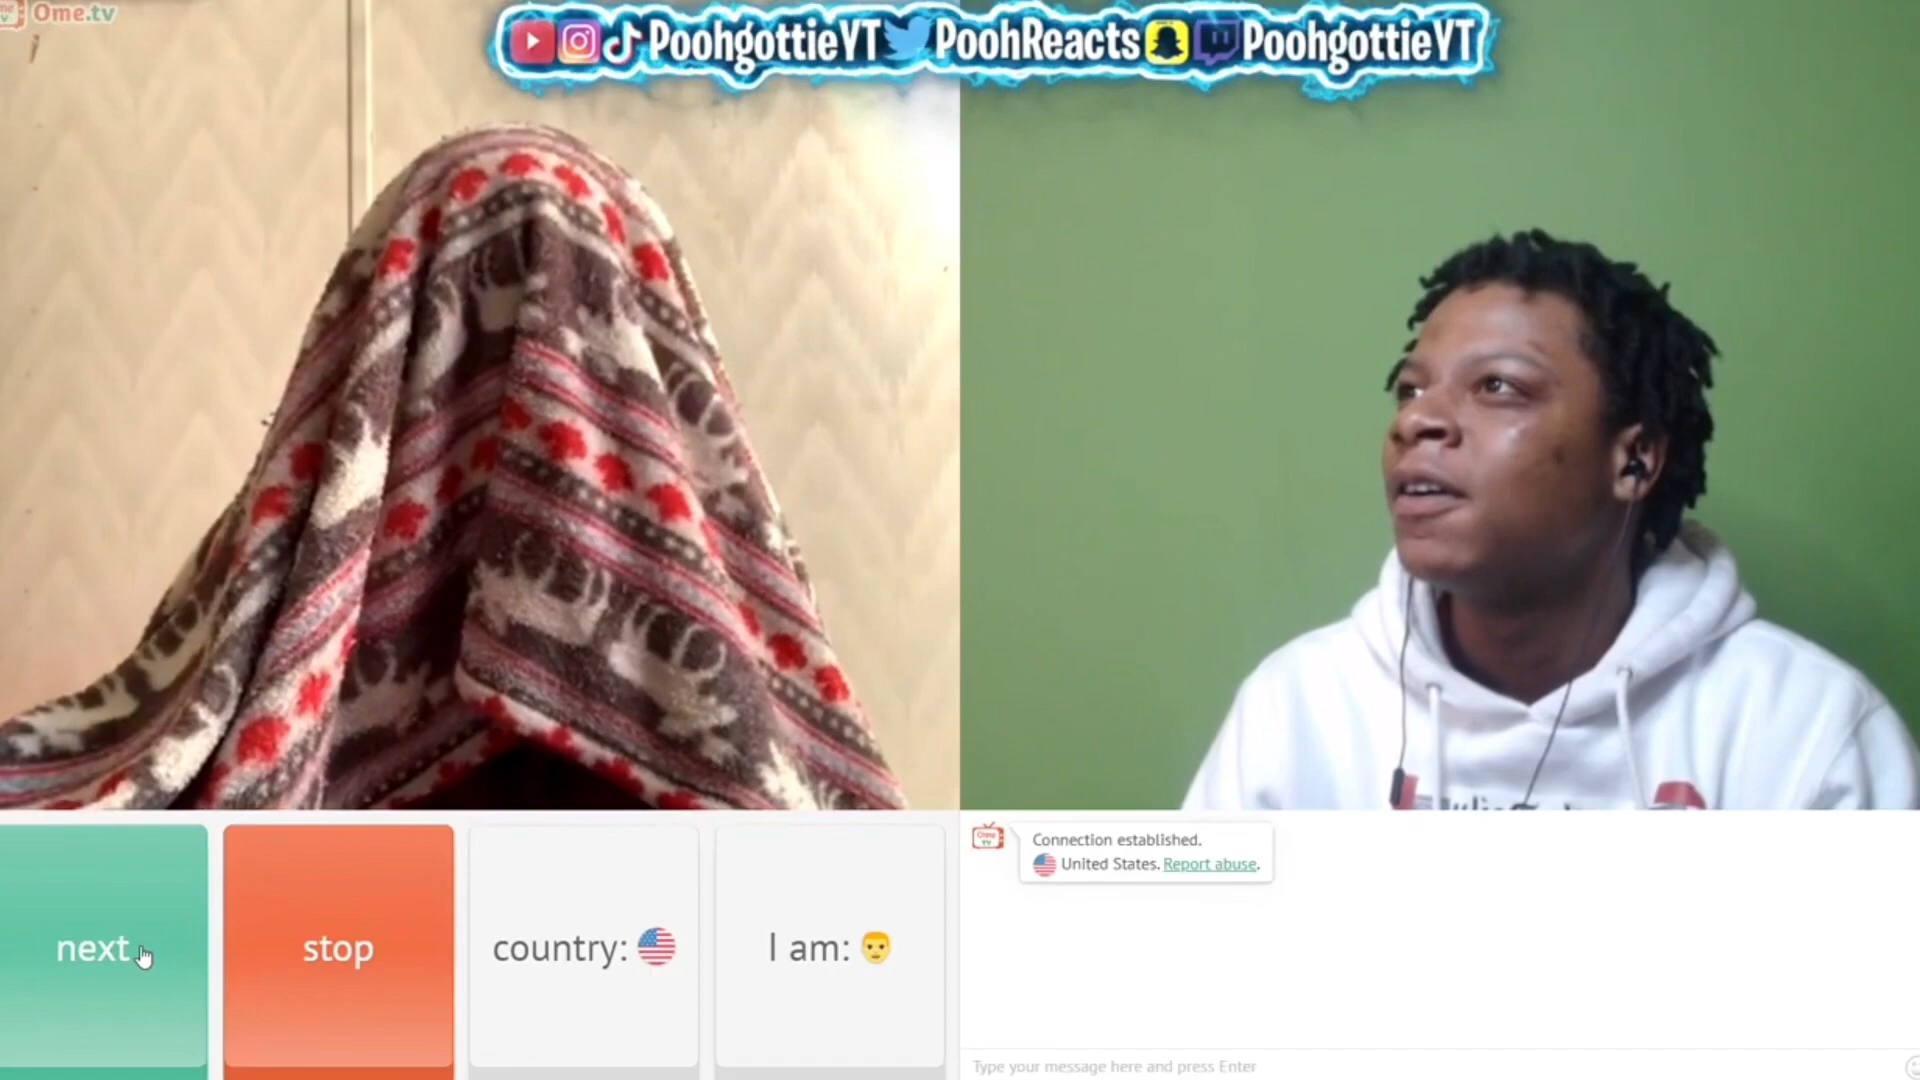 Ome.tv
PoohgottieYT PoohReacts PoohgottieYT
next
stop
country:
I am:
Connection established.
United States. Report abuse.
Type your message here and press Enter